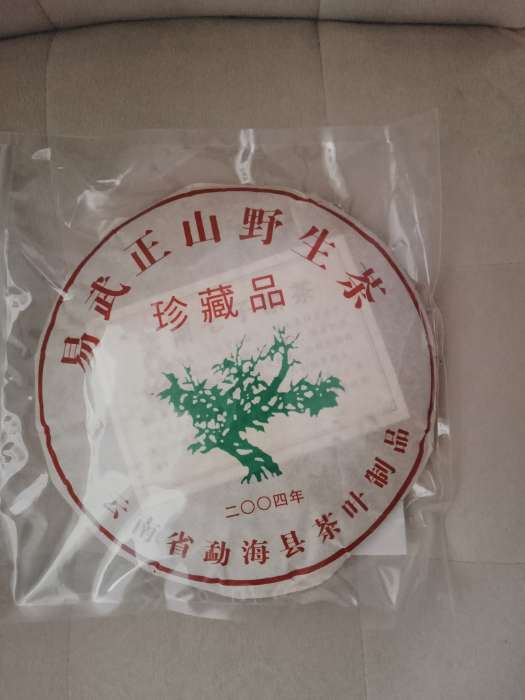 易武正山野生茶
珍藏品
二〇〇四年
云南省勐海县茶叶制品